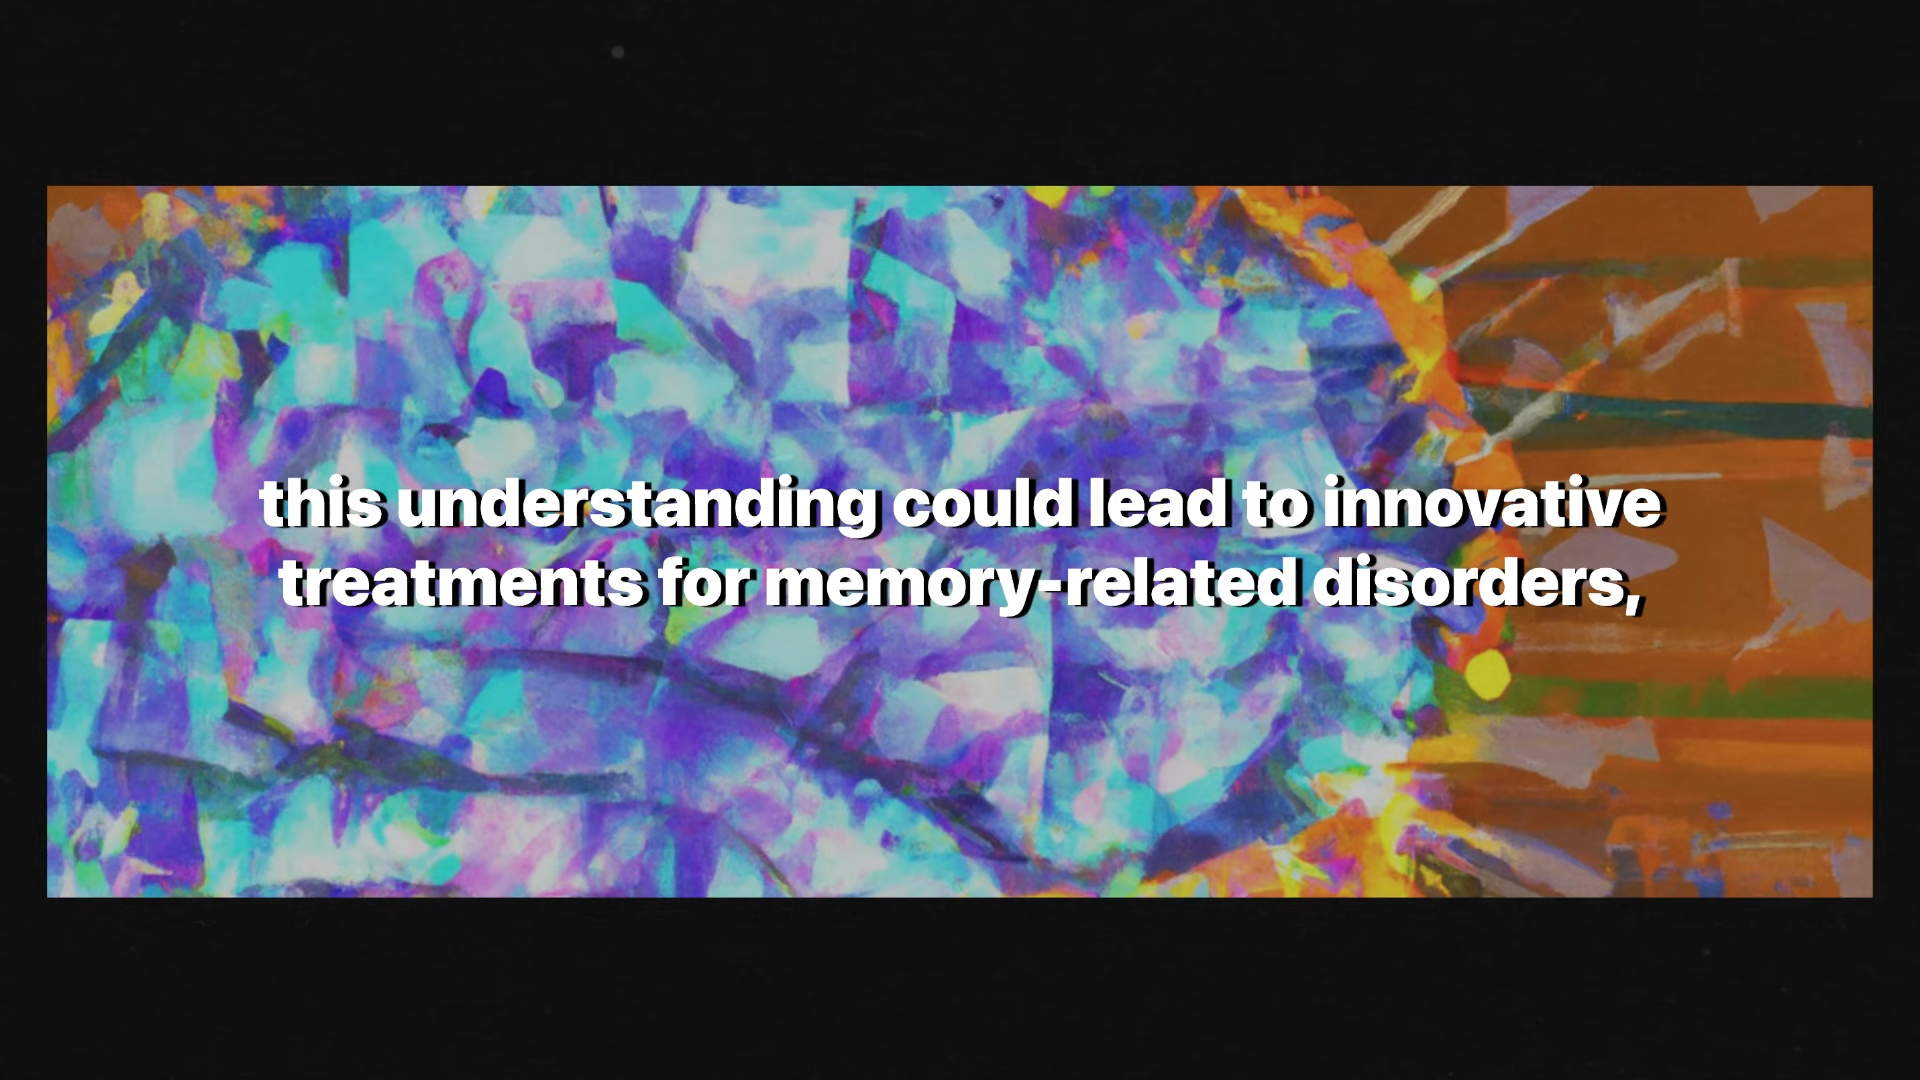 this understanding could lead to innovative
treatments for memory-related disorders,